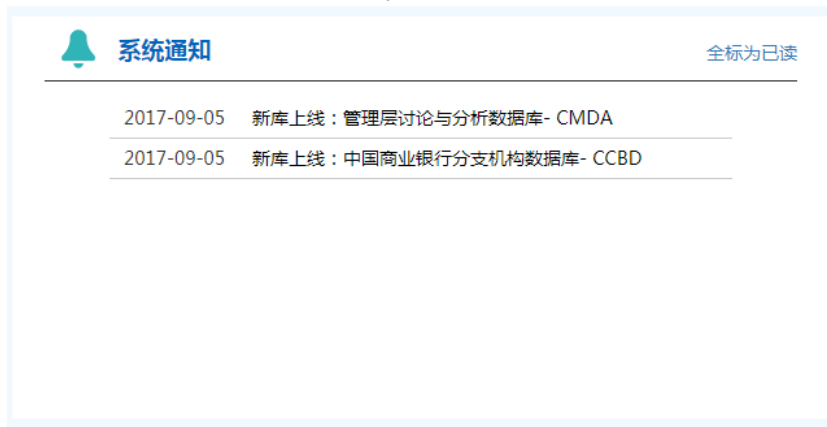 系统通知
全标为已读
2017-09-05 新库上线：管理层讨论与分析数据库- CMDA
2017-09-05 新库上线：中国商业银行分支机构数据库- CCBD